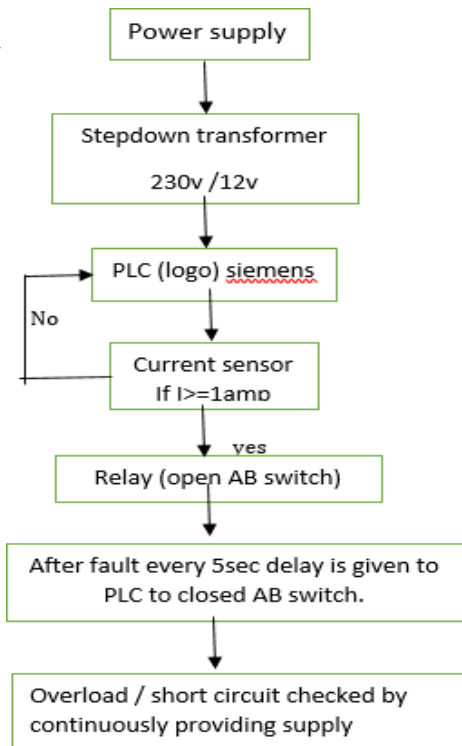 Power supply
Stepdown transformer
230v /12v
PLC (logo) siemens
No
Current sensor
If I>=1amp
yes
Relay (open AB switch)
After fault every 5sec delay is given to
PLC to closed AB switch.
Overload / short circuit checked by
continuously providing supply